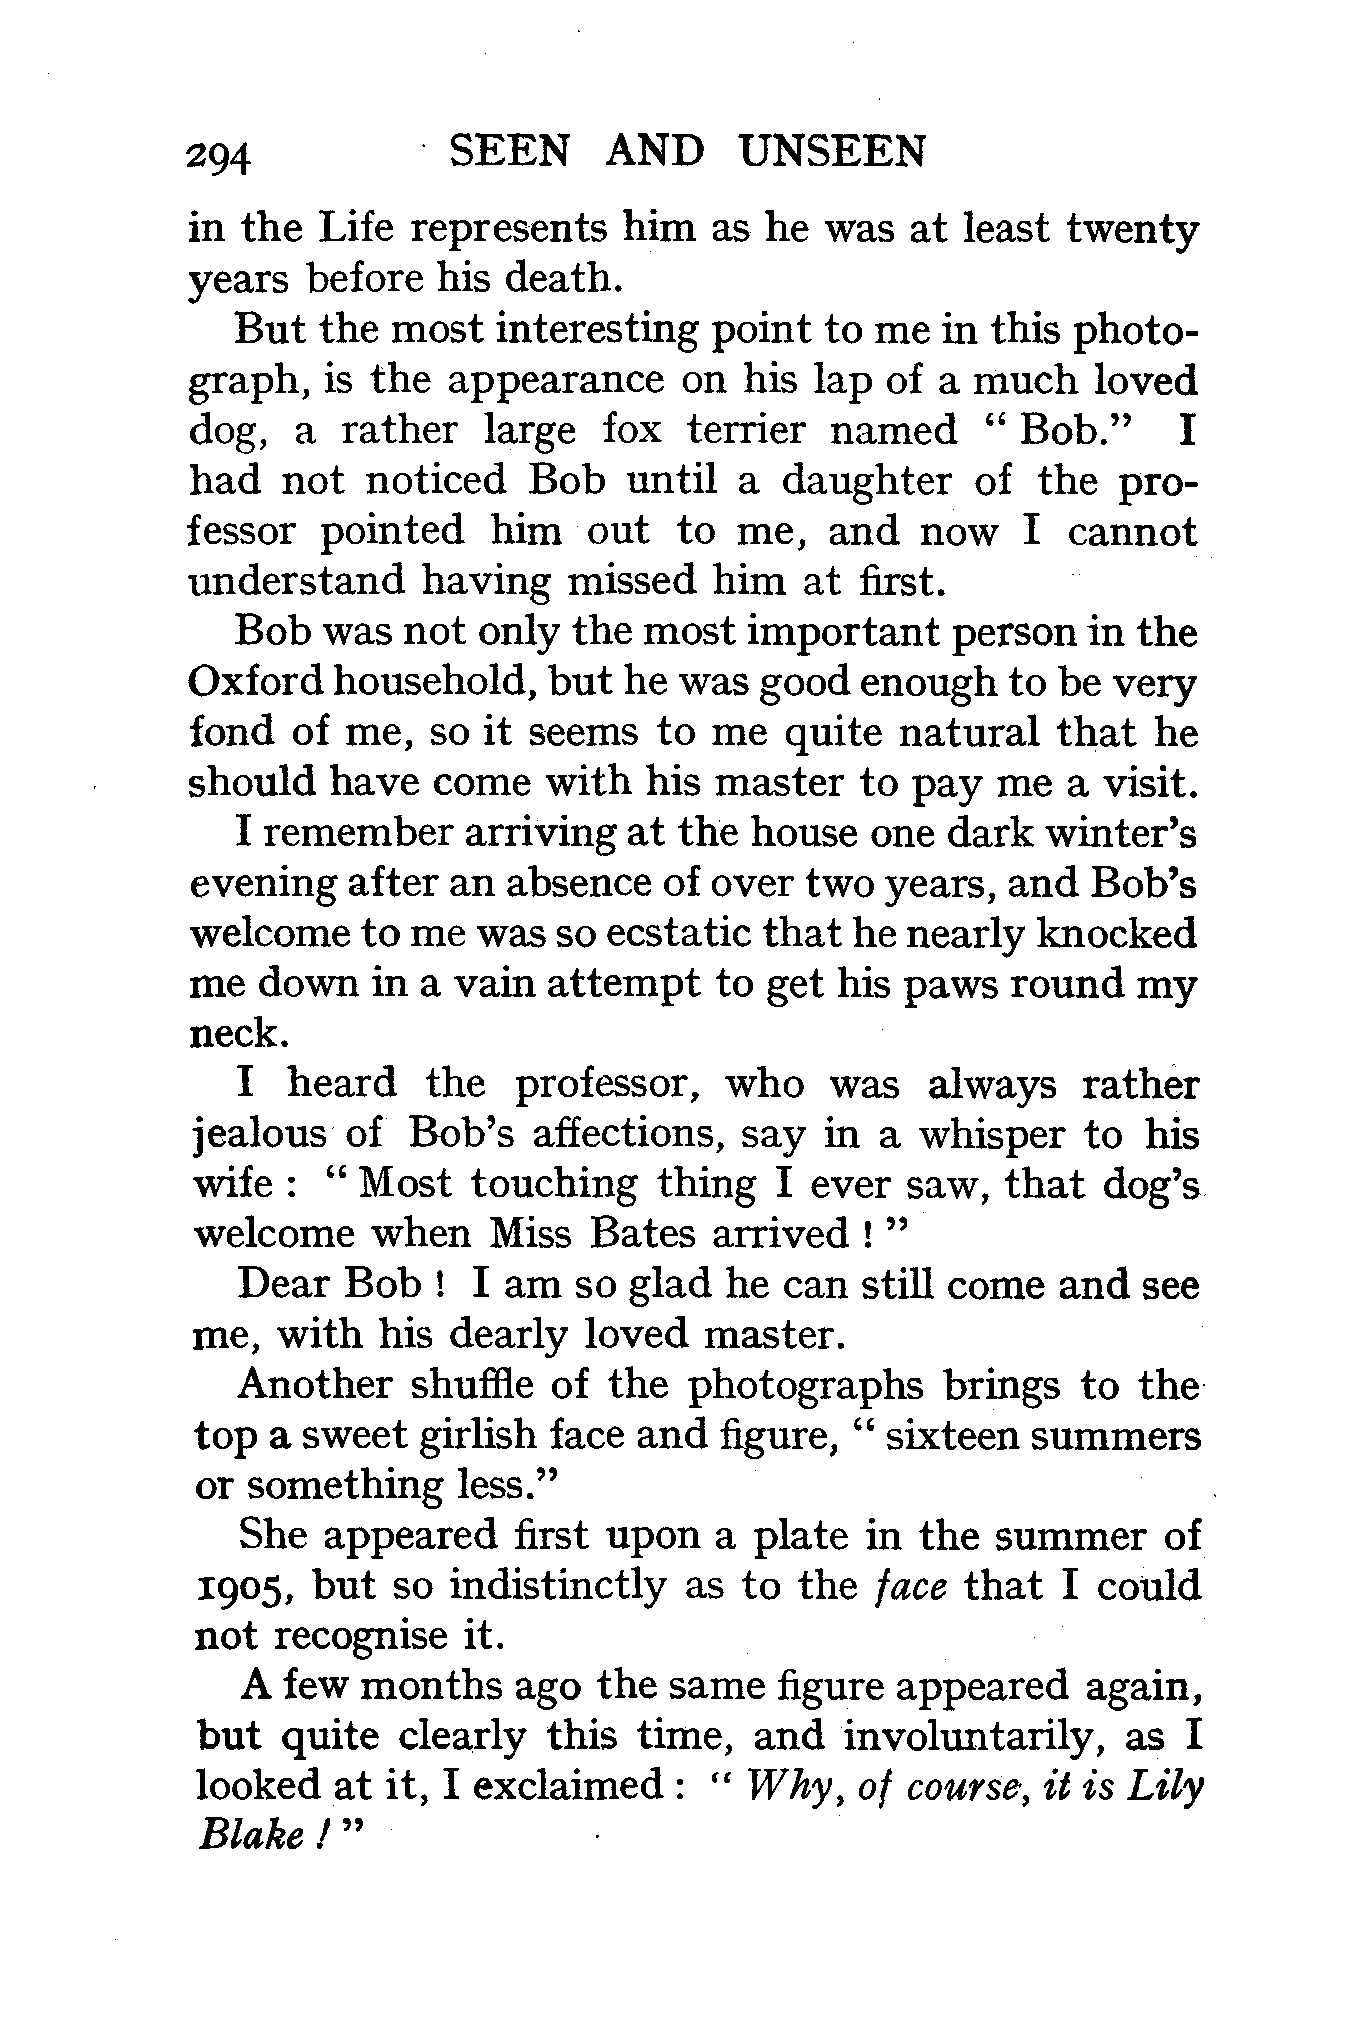 294 SEEN AND UNSEEN
in the Life represents him as he was at least twenty
years before his death.
But the most interesting point to me in this photo-
graph, is the appearance on his lap of a much loved
dog, a rather large fox terrier named " Bob." I
had not noticed Bob until a daughter of the pro-
fessor pointed him out to me, and now I cannot
understand having missed him at first.
Bob was not only the most important person in the
Oxford household, but he was good enough to be very
fond of me, so it seems to me quite natural that he
should have come with his master to pay me a visit.
I remember arriving at the house one dark winter's
evening after an absence of over two years, and Bob's
welcome to me was so ecstatic that he nearly knocked
me down in a vain attempt to get his paws round my
neck.
I heard the professor, who was always rather
jealous of Bob's affections, say in a whisper to his
wife : " Most touching thing I ever saw, that dog's
welcome when Miss Bates arrived ! "
Dear Bob ! I am so glad he can still come and see
me, with his dearly loved master.
Another shuffle of the photographs brings to the
top a sweet girlish face and figure, " sixteen summers
or something less."
She appeared first upon a plate in the summer of
1905, but so indistinctly as to the face that I could
not recognise it.
A few months ago the same figure appeared again,
but quite clearly this time, and involuntarily, as I
looked at it, I exclaimed : " Why, of course, it is Lily
Blake ! "